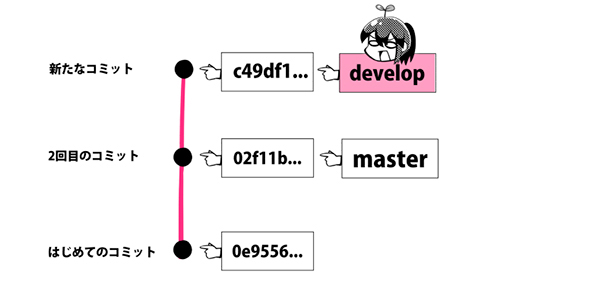 新たなコミット
c49df1...
develop
2回目のコミット
02f11b...
master
はじめてのコミット
0e9556...